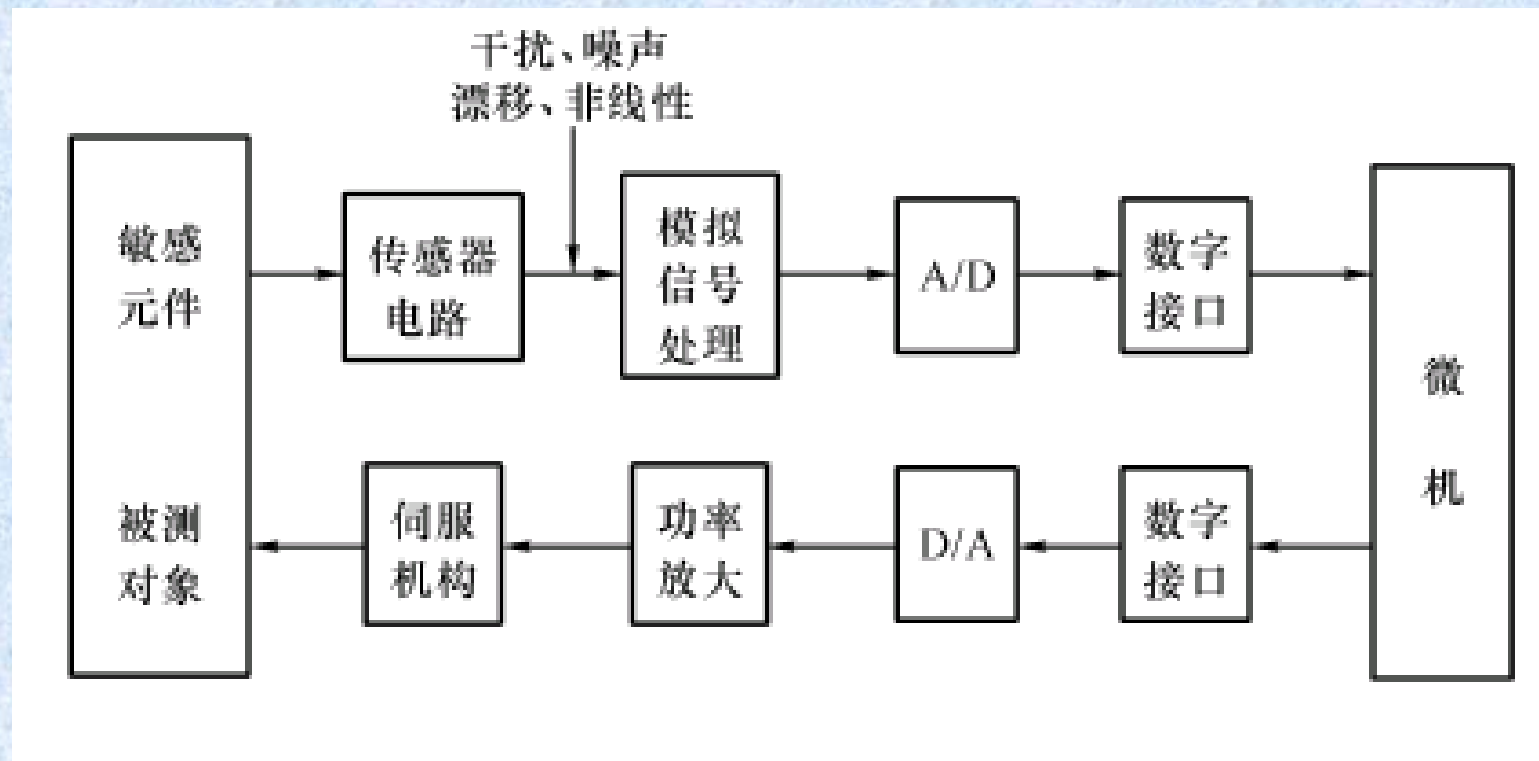 干扰、噪声
漂移、非线性
敏感
元件
传感器
电路
模拟
信号
处理
A/D
数字
接口
微
机
被测
对象
伺服
机构
功率
放大
D/A
数字
接口